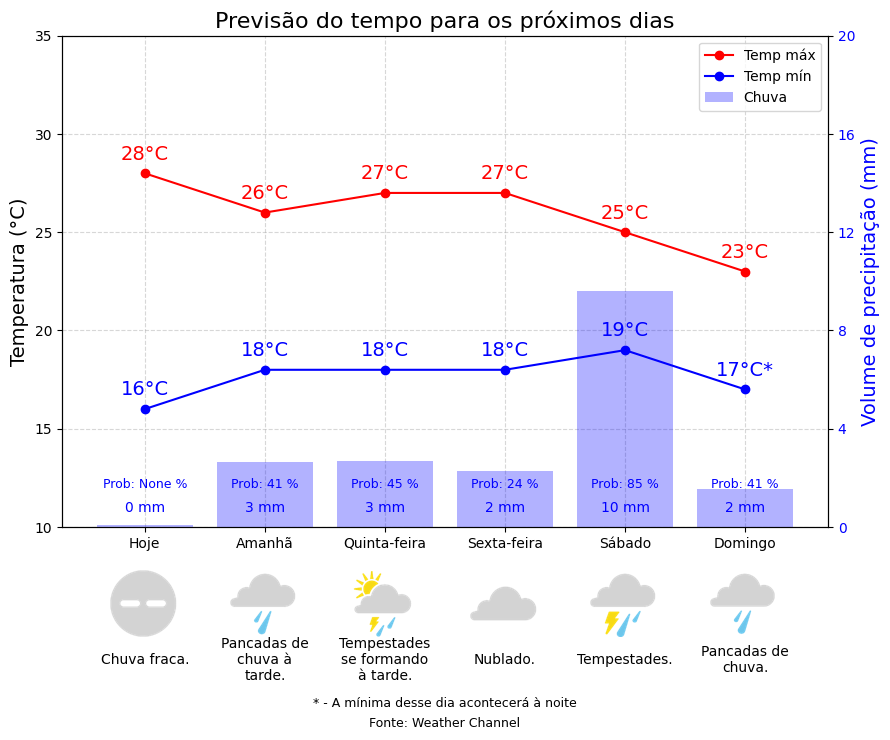 Previsão do tempo para os próximos dias
Temperatura (°C)
Volume de precipitação (mm)
35
30
25
20
15
10
20
16
12
8
4
0
Temp máx
Temp mín
Chuva
28°C
26°C
27°C
27°C
25°C
23°C
16°C
18°C
18°C
18°C
19°C
17°C*
Prob: None %
Prob: 41 %
Prob: 45 %
Prob: 24 %
Prob: 85 %
Prob: 41 %
0 mm
3 mm
3 mm
2 mm
10 mm
2 mm
Hoje
Amanhã
Quinta-feira
Sexta-feira
Sábado
Domingo
Chuva fraca.
Pancadas de
chuva à
tarde.
Tempestades
se formando
à tarde.
Nublado.
Tempestades.
Pancadas de
chuva.
* - A mínima desse dia acontecerá à noite
Fonte: Weather Channel